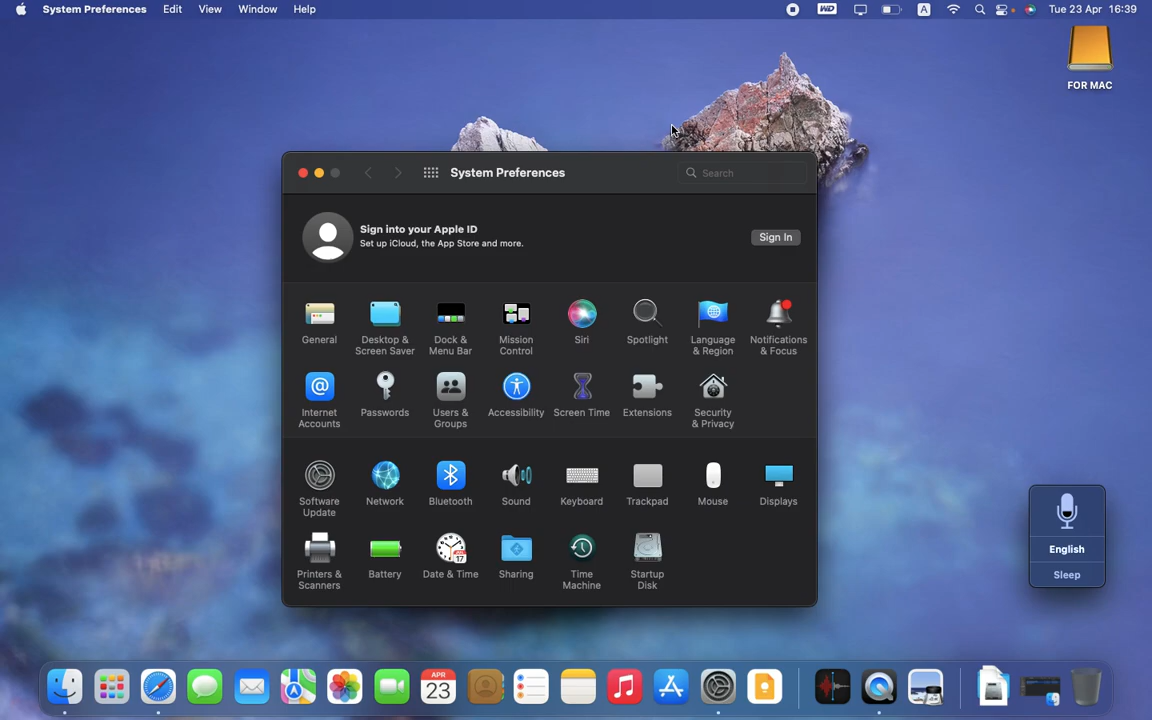 System Preferences Edit View Window Help
WD A Tue 23 Apr 16:39
FOR MAC
System Preferences
Search
Sign into your Apple ID
Set up iCloud, the App Store and more.
Sign In
General
Desktop &
Screen Saver
Dock &
Menu Bar
Mission
Control
Siri
Spotlight
Language
& Region
Notifications
& Focus
Internet
Accounts
Passwords
Users &
Groups
Accessibility
Screen Time
Extensions
Security
& Privacy
Software
Update
Network
Bluetooth
Sound
Keyboard
Trackpad
Mouse
Displays
Printers &
Scanners
Battery
JUL
17
Date & Time
Sharing
Time
Machine
Startup
Disk
English
Sleep
APR
23